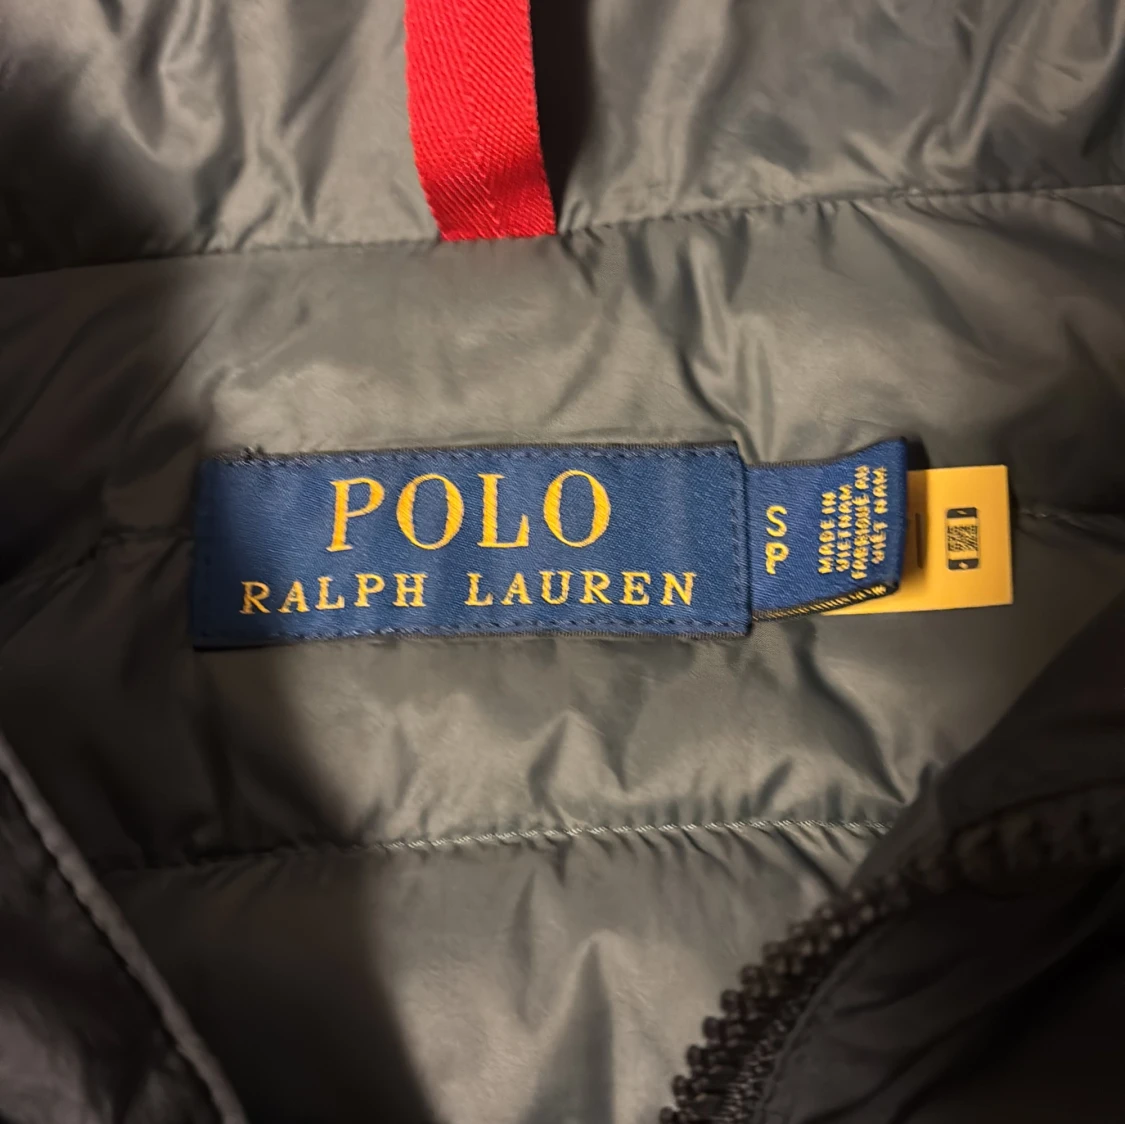 POLO
RALPH LAUREN
S
P
MADE IN
VIETNAM
FABRIQUÉ AU
VIET NAM